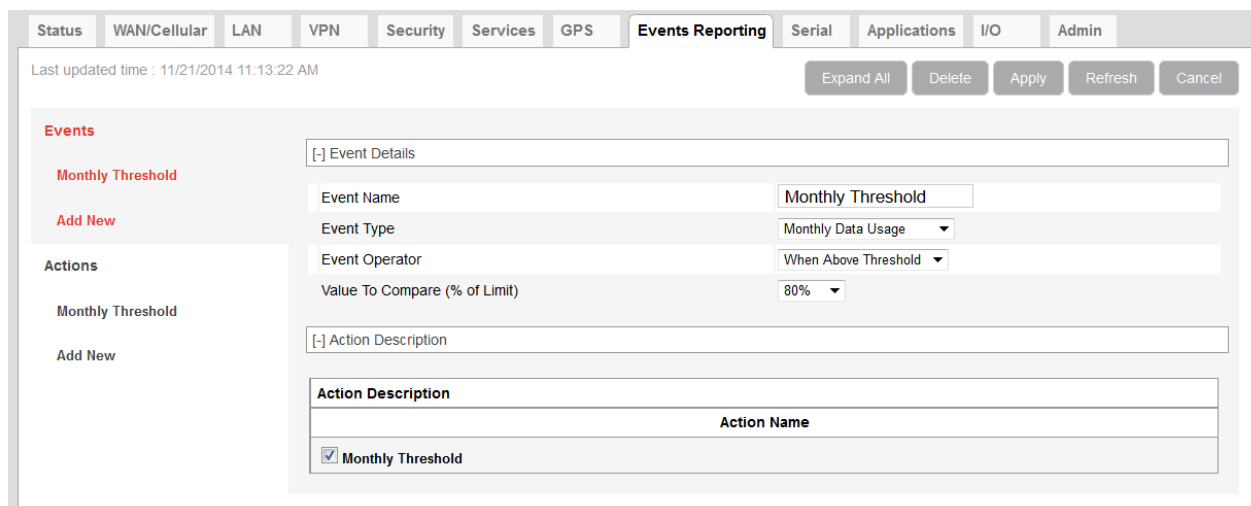 Status WAN/Cellular LAN VPN Security Services GPS Events Reporting Serial Applications I/O Admin
Last updated time : 11/21/2014 11:13:22 AM
Expand All Delete Apply Refresh Cancel
Events
Monthly Threshold
Add New
Actions
Monthly Threshold
Add New
[-] Event Details
Event Name Monthly Threshold
Event Type Monthly Data Usage
Event Operator When Above Threshold
Value To Compare (% of Limit) 80%
[-] Action Description
Action Description
Action Name
Monthly Threshold